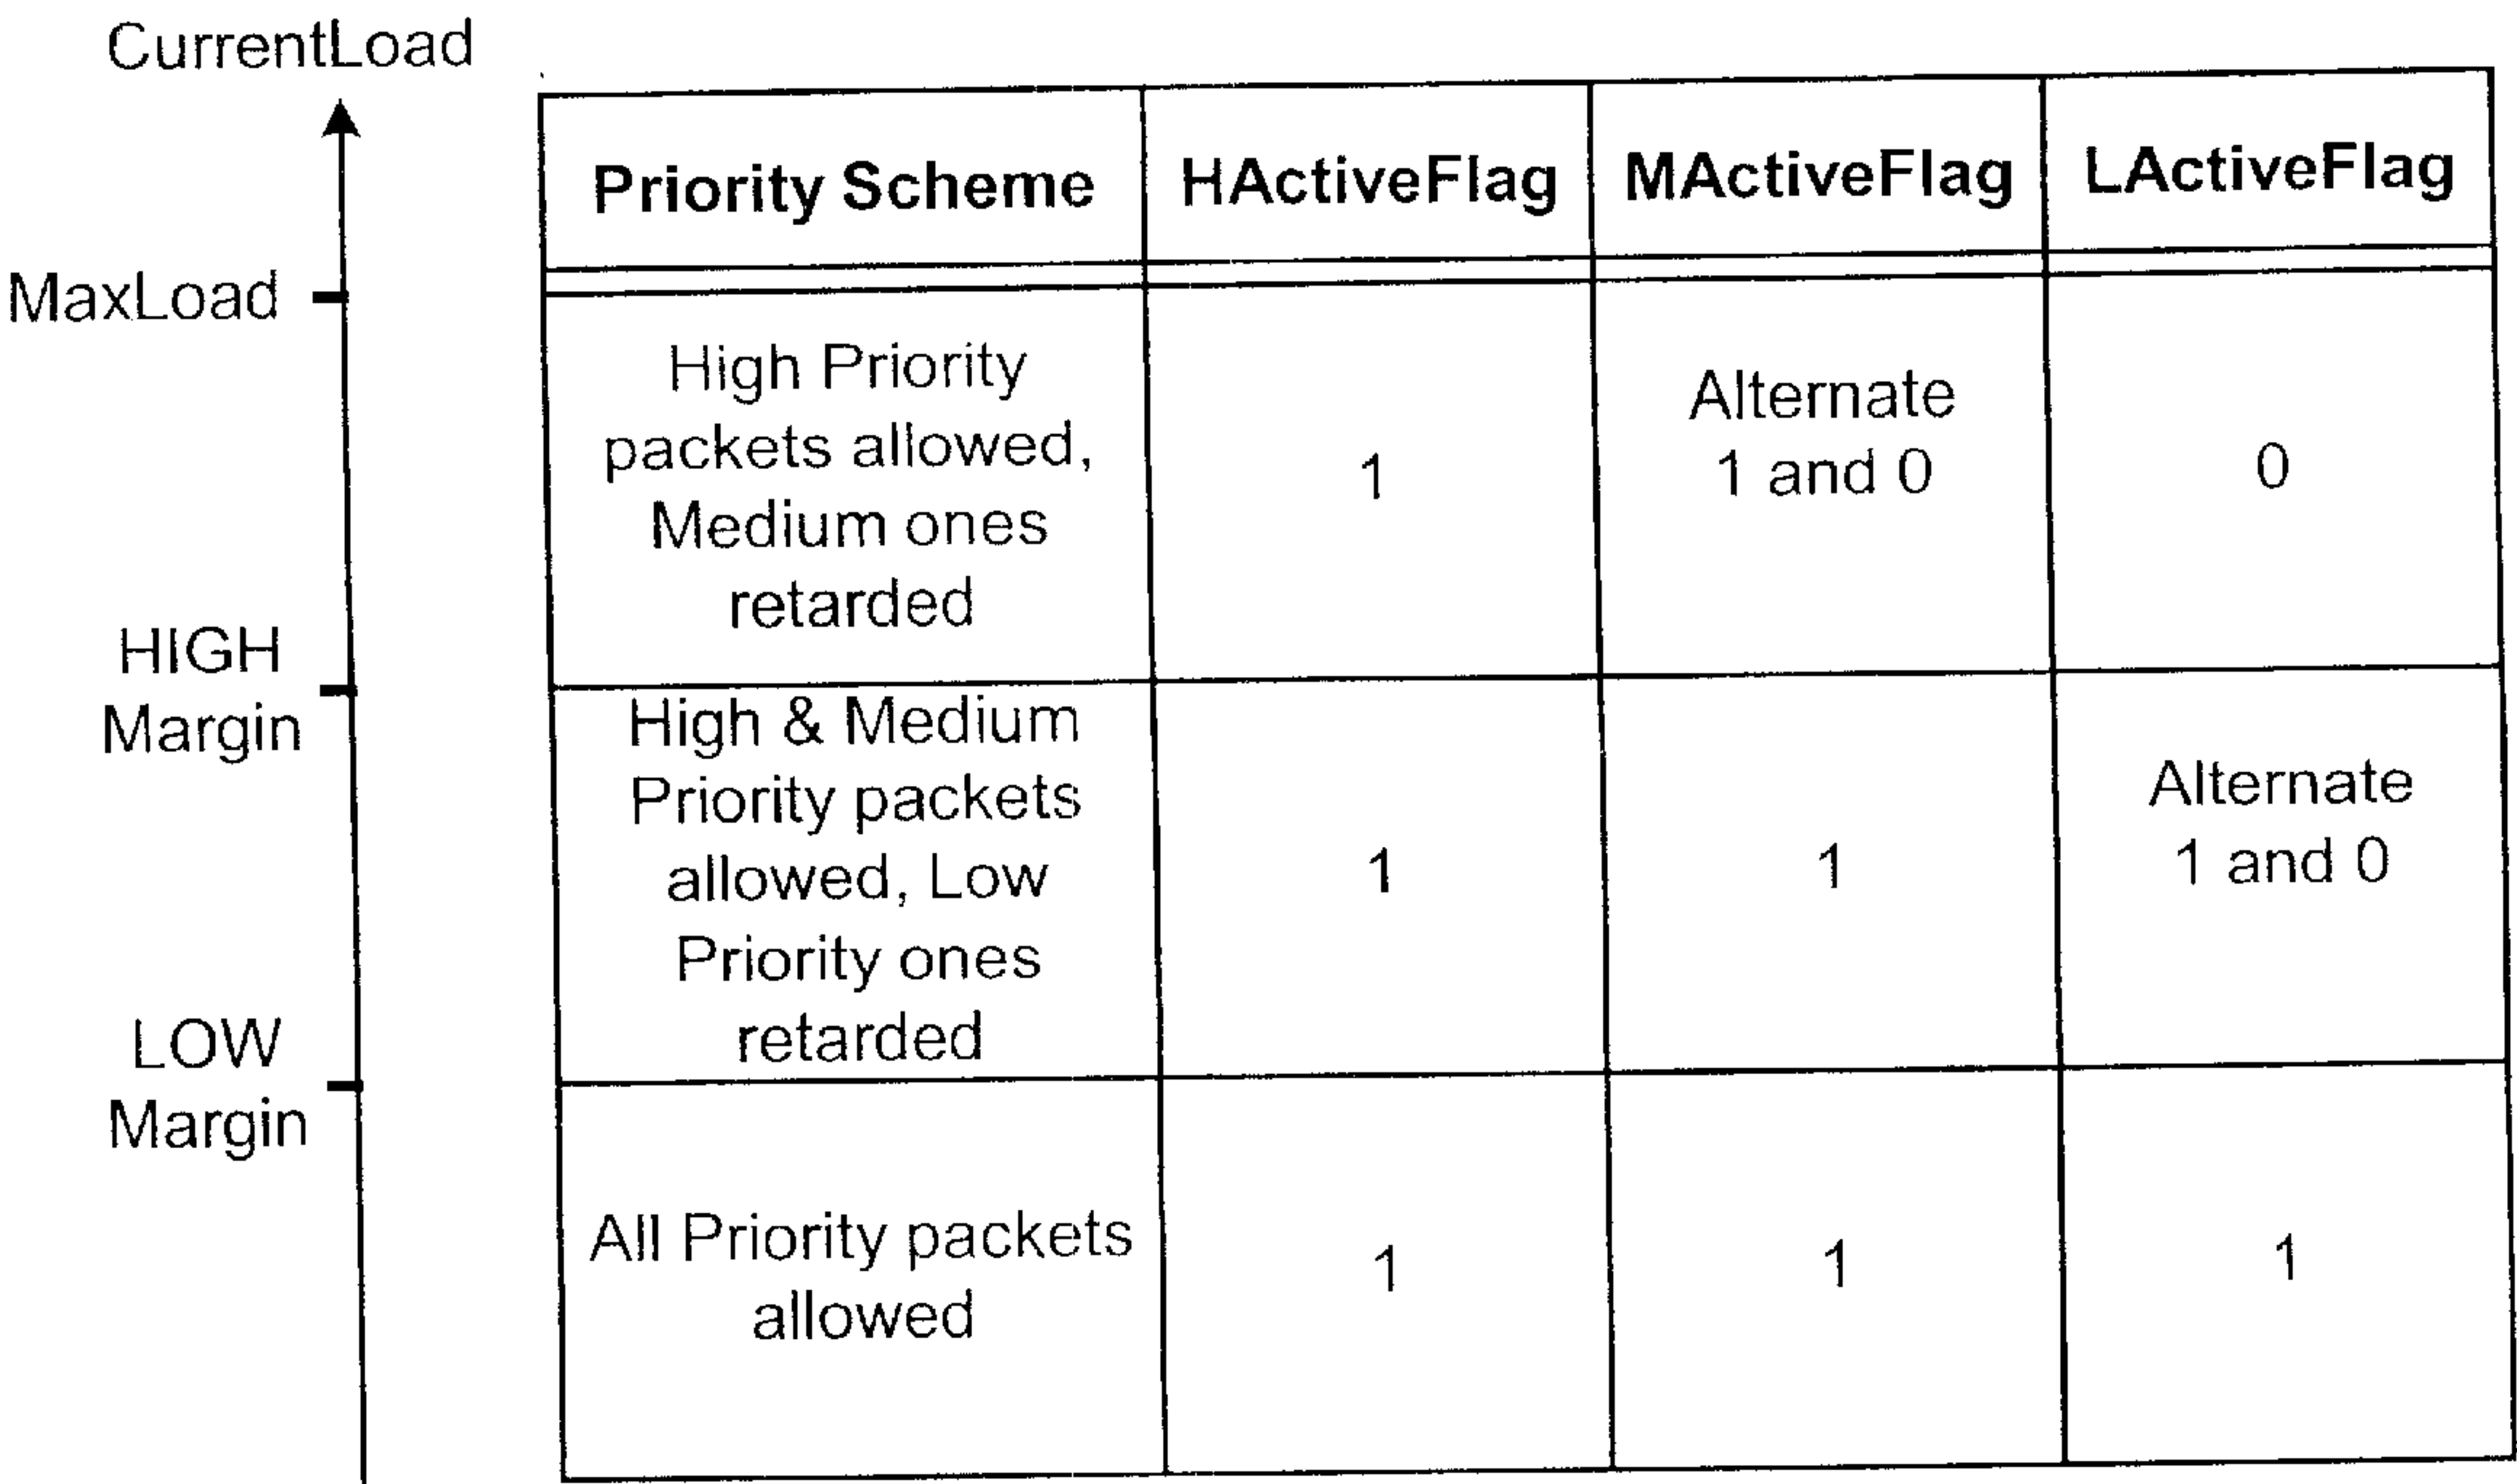 CurrentLoad
Priority Scheme HActiveFlag MActiveFlag LActiveFlag
MaxLoad
High Priority
packets allowed,
Medium ones
retarded
1
Alternate
1 and 0
0
HIGH
Margin
High & Medium
Priority packets
allowed, Low
Priority ones
retarded
1
1
Alternate
1 and 0
LOW
Margin
All Priority packets
allowed
1
1
1